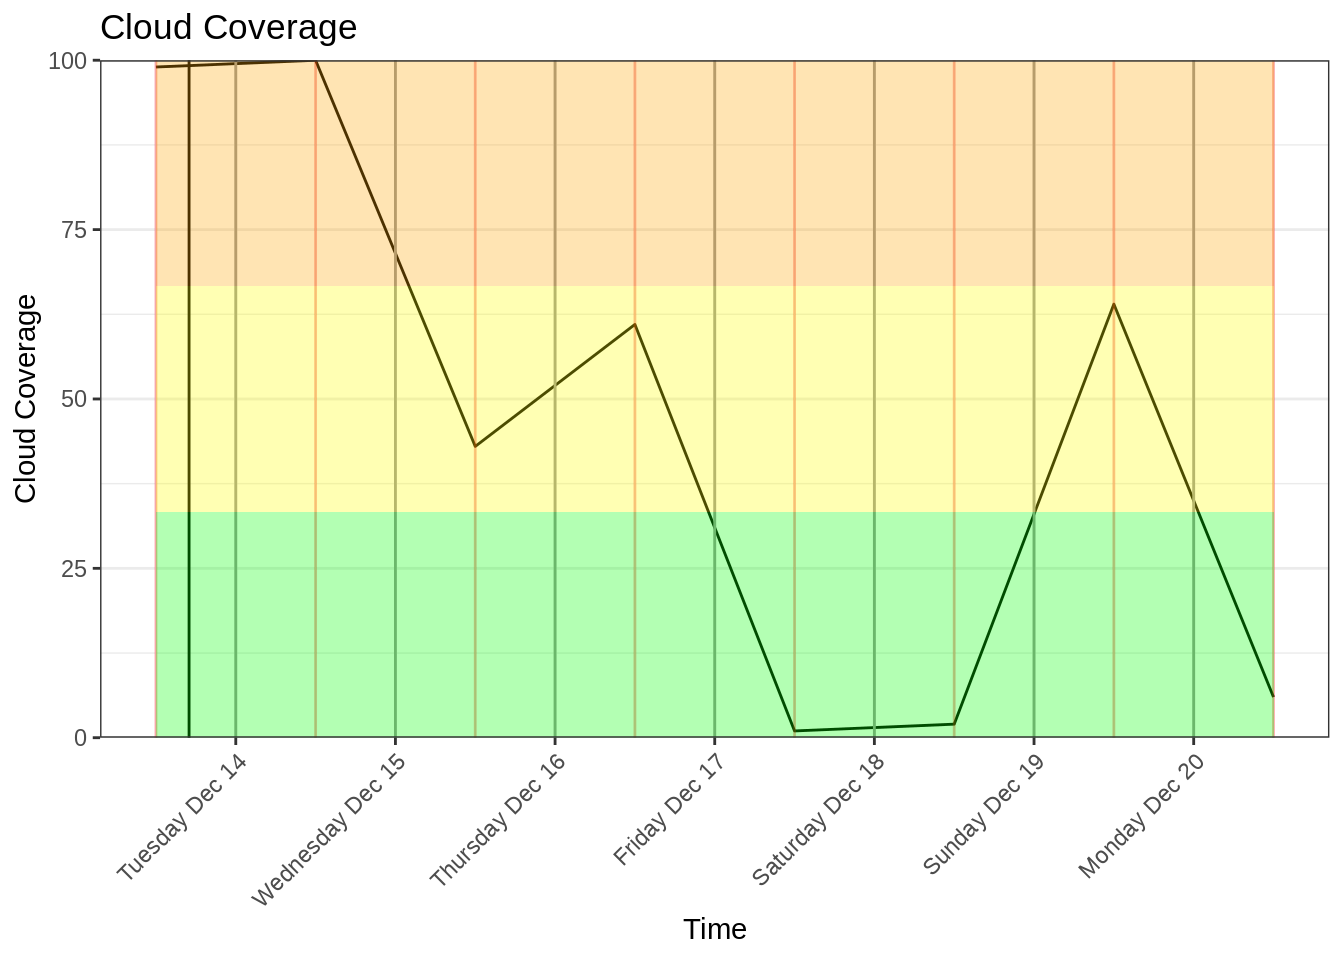 Cloud Coverage
100
75
50
25
0
Cloud Coverage
Tuesday Dec 14
Wednesday Dec 15
Thursday Dec 16
Friday Dec 17
Saturday Dec 18
Sunday Dec 19
Monday Dec 20
Time